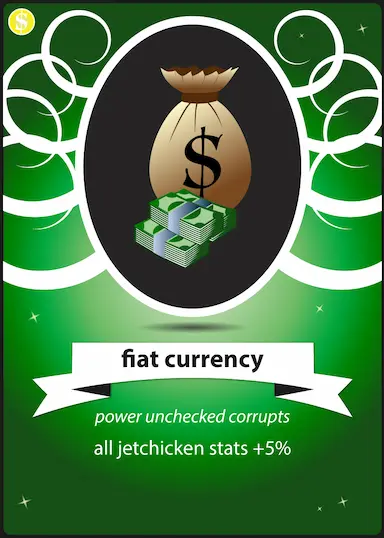 $
$
fiat currency
power unchecked corrupts
all jetchicken stats +5%